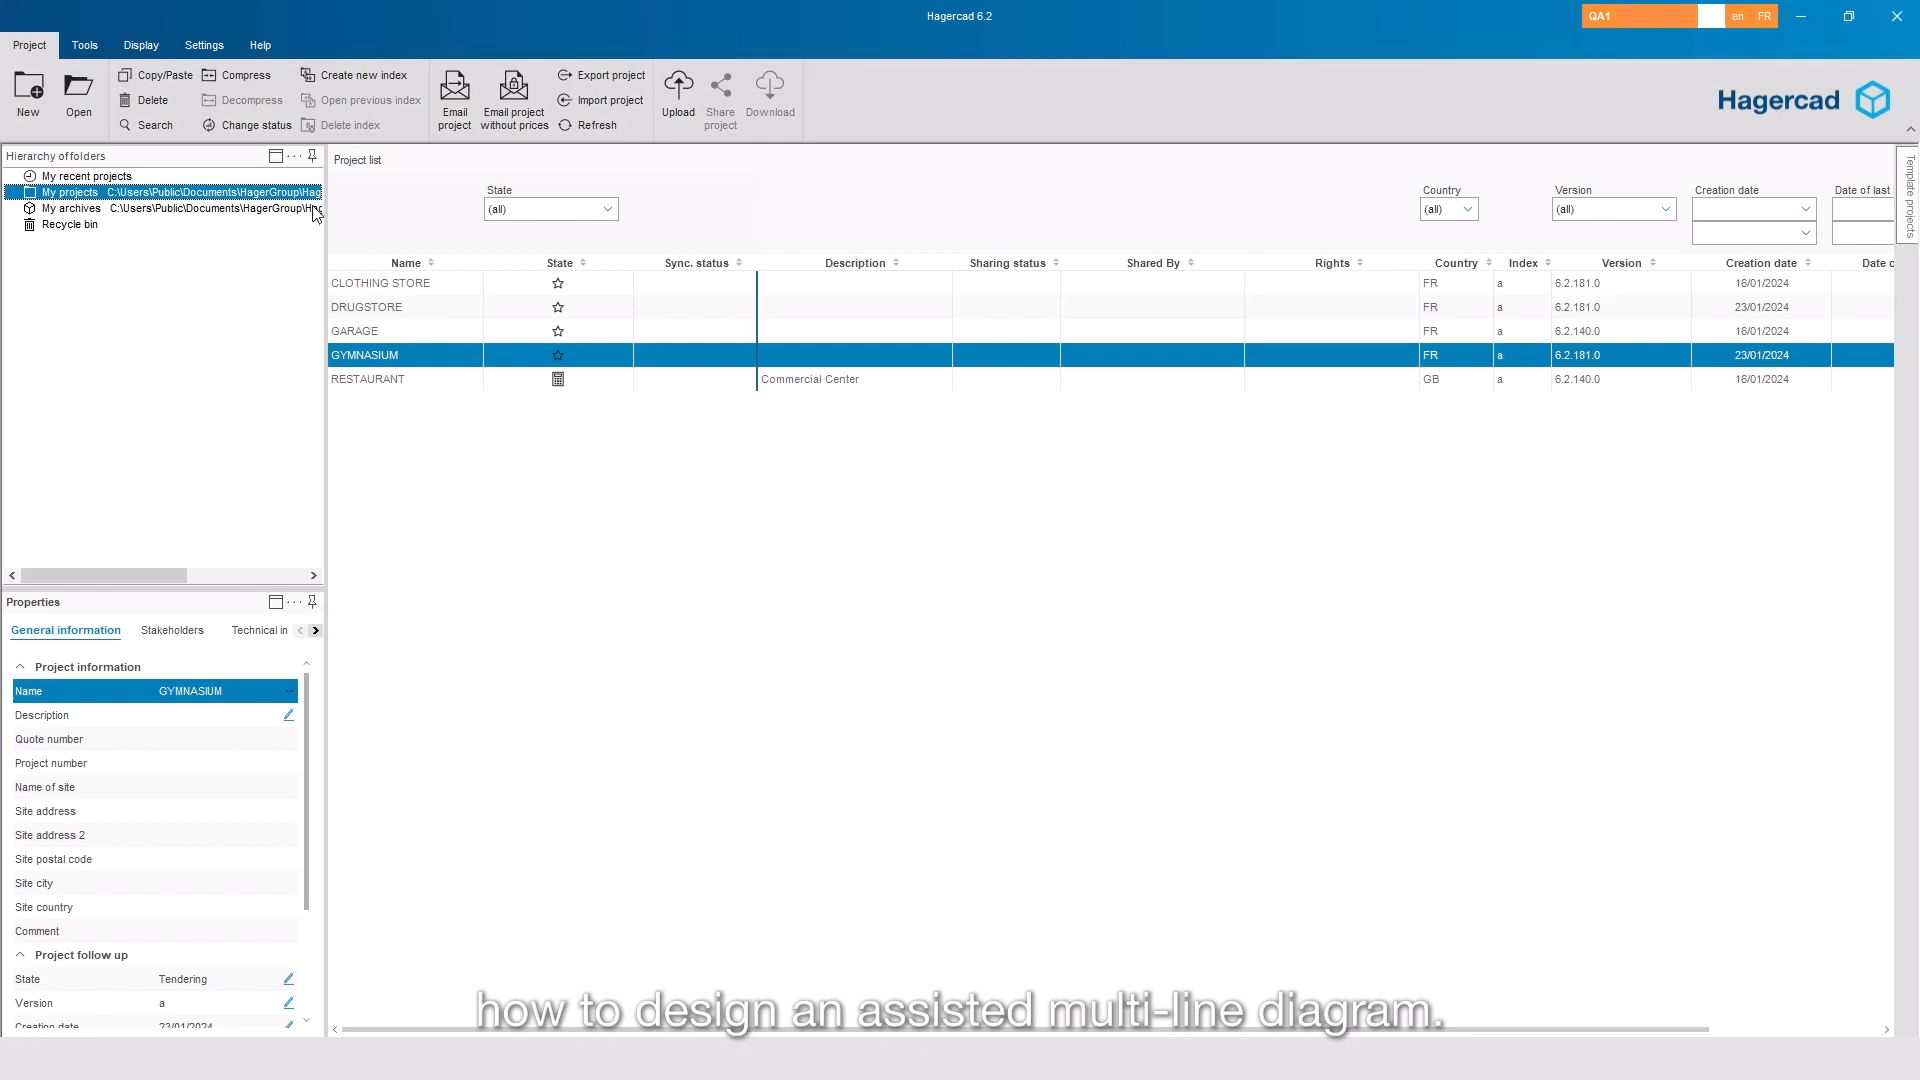 Hagercad 6.2
QA1 en FR
Project Tools Display Settings Help
New
Open
Copy/Paste
Delete
Search
Compress
Decompress
Change status
Create new index
Open previous index
Delete index
Email project
Email project without prices
Export project
Import project
Refresh
Upload
Share project
Download
Hagercad
Hierarchy of folders
My recent projects
My projects C:\Users\Public\Documents\HagerGroup\Hag
My archives C:\Users\Public\Documents\HagerGroup\
Recycle bin
Project list
Template projects
State Country Version Creation date Date of last
(all) (all) (all)
Name State Sync. status Description Sharing status Shared By Rights Country Index Version Creation date Date
CLOTHING STORE FR a 6.2.181.0 16/01/2024
DRUGSTORE FR a 6.2.181.0 23/01/2024
GARAGE FR a 6.2.140.0 16/01/2024
GYMNASIUM FR a 6.2.181.0 23/01/2024
RESTAURANT Commercial Center GB a 6.2.140.0 16/01/2024
Properties
General information Stakeholders Technical in
Project information
Name GYMNASIUM
Description
Quote number
Project number
Name of site
Site address
Site address 2
Site postal code
Site city
Site country
Comment
Project follow up
State Tendering
Version a
Creation date 23/01/2024
how to design an assisted multi-line diagram.